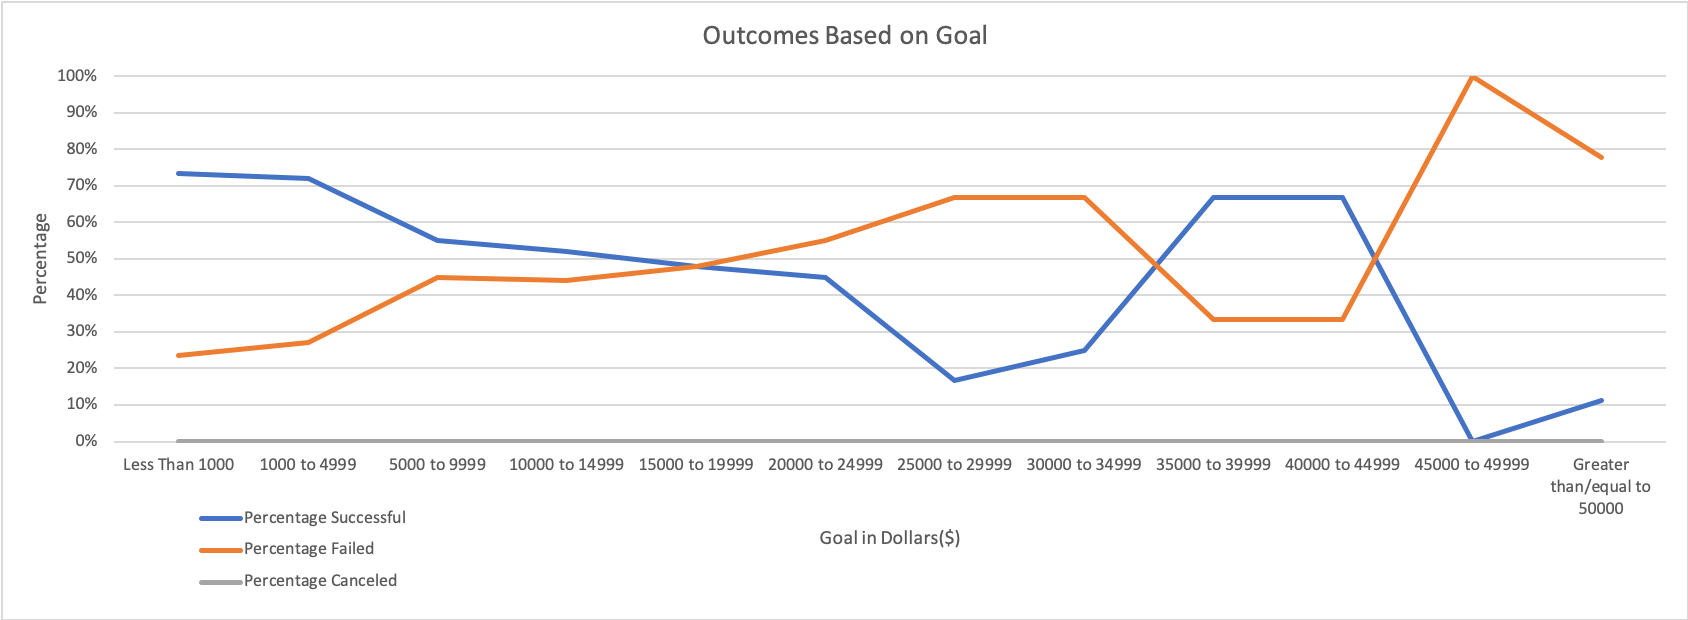 Outcomes Based on Goal
100%
90%
80%
70%
60%
50%
40%
30%
20%
10%
0%
Percentage
Less Than 1000
1000 to 4999
5000 to 9999
10000 to 14999
15000 to 19999
20000 to 24999
25000 to 29999
30000 to 34999
35000 to 39999
40000 to 44999
45000 to 49999
Greater
than/equal to
50000
Goal in Dollars($)
Percentage Successful
Percentage Failed
Percentage Canceled